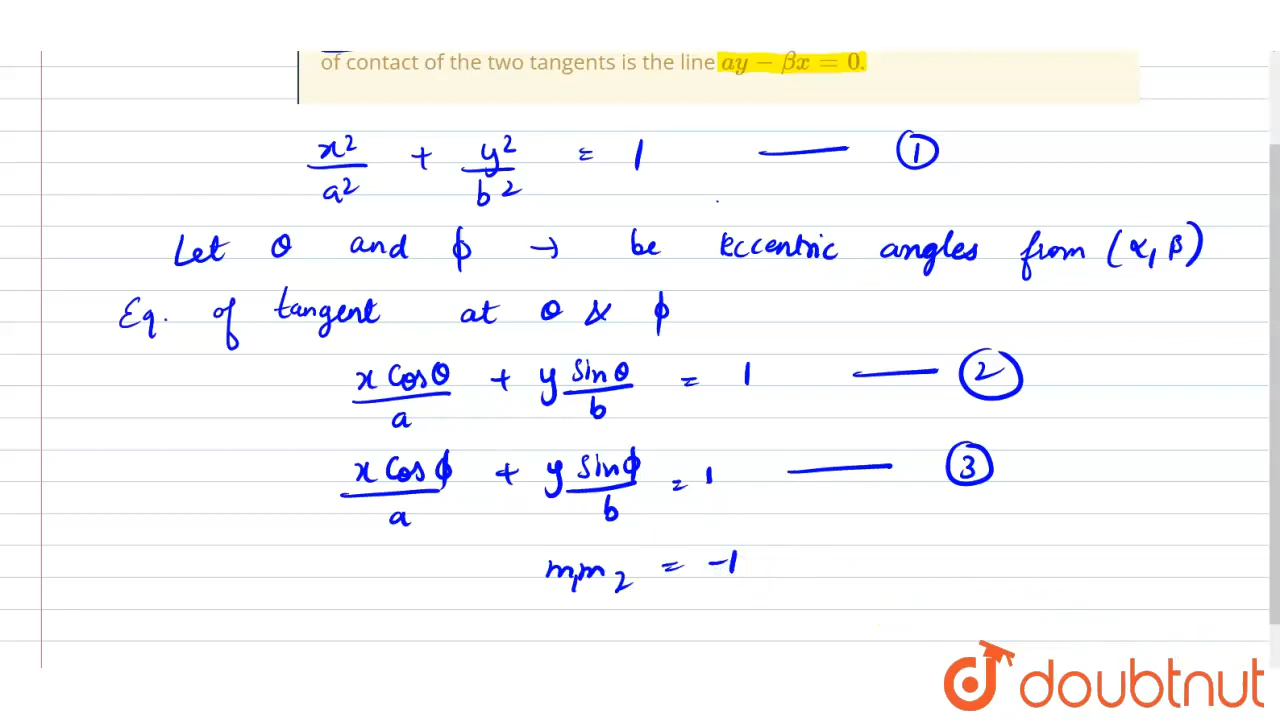 of contact of the two tangents is the line ay − βx = 0.
x²/a² + y²/b² = 1 —— ①
Let θ and ϕ → be Eccentric angles from (α, β)
Eq. of tangent at θ & ϕ
x Cosθ/a + y Sinθ/b = 1 —— ②
x Cosϕ/a + y Sinϕ/b = 1 —— ③
m₁m₂ = -1
doubtnut